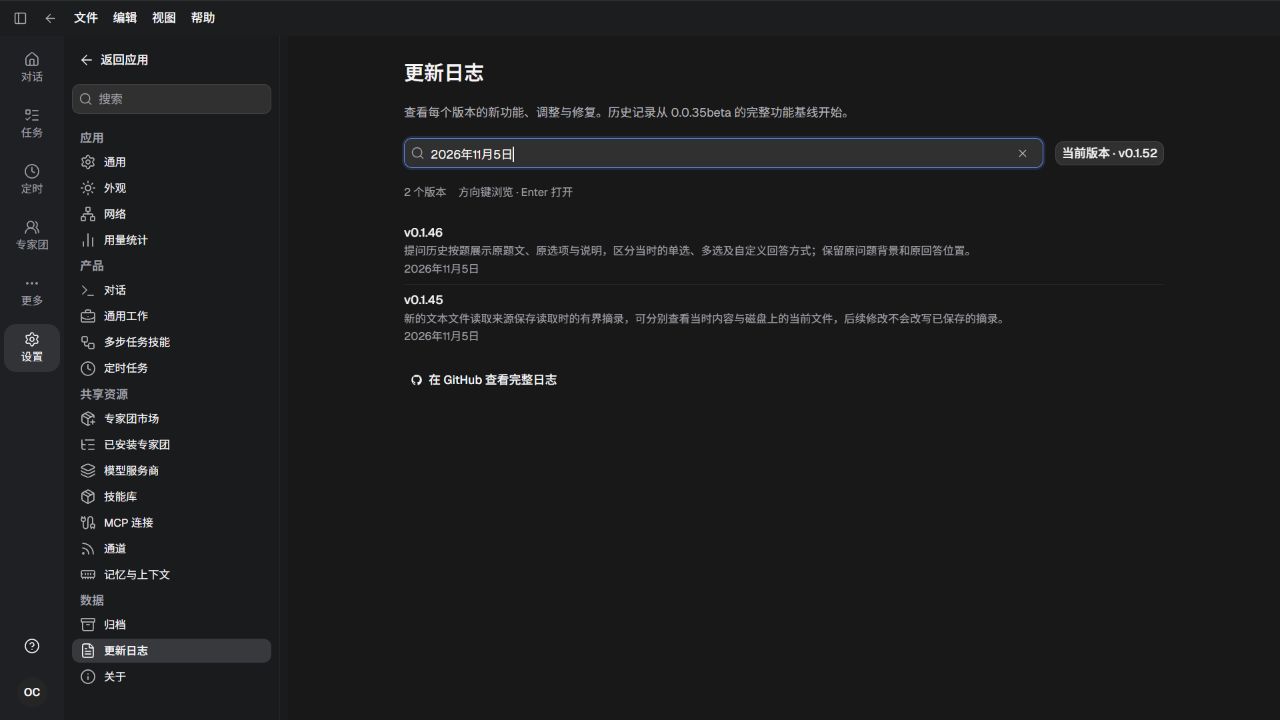 文件 编辑 视图 帮助
对话
任务
定时
专家团
更多
设置
OC
返回应用
搜索
应用
通用
外观
网络
用量统计
产品
对话
通用工作
多步任务技能
定时任务
共享资源
专家团市场
已安装专家团
模型服务商
技能库
MCP 连接
通道
记忆与上下文
数据
归档
更新日志
关于
更新日志
查看每个版本的新功能、调整与修复。历史记录从 0.0.35beta 的完整功能基线开始。
2026年11月5日
当前版本 · v0.1.52
2 个版本 方向键浏览 · Enter 打开
v0.1.46
提问历史按题展示原题文、原选项与说明，区分当时的单选、多选及自定义回答方式；保留原问题背景和原回答位置。
2026年11月5日
v0.1.45
新的文本文件读取来源保存读取时的有界摘录，可分别查看当时内容与磁盘上的当前文件，后续修改不会改写已保存的摘录。
2026年11月5日
在 GitHub 查看完整日志